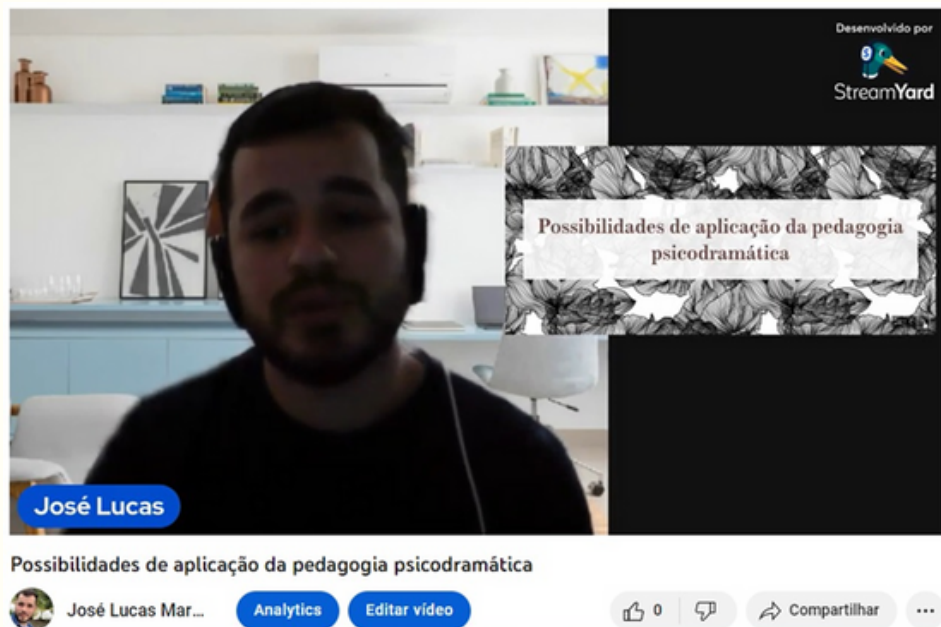 Desenvolvido por
StreamYard
Possibilidades de aplicação da pedagogia
psicodramática
José Lucas
Possibilidades de aplicação da pedagogia psicodramática
José Lucas Mar...
Analytics
Editar vídeo
0
Compartilhar
...